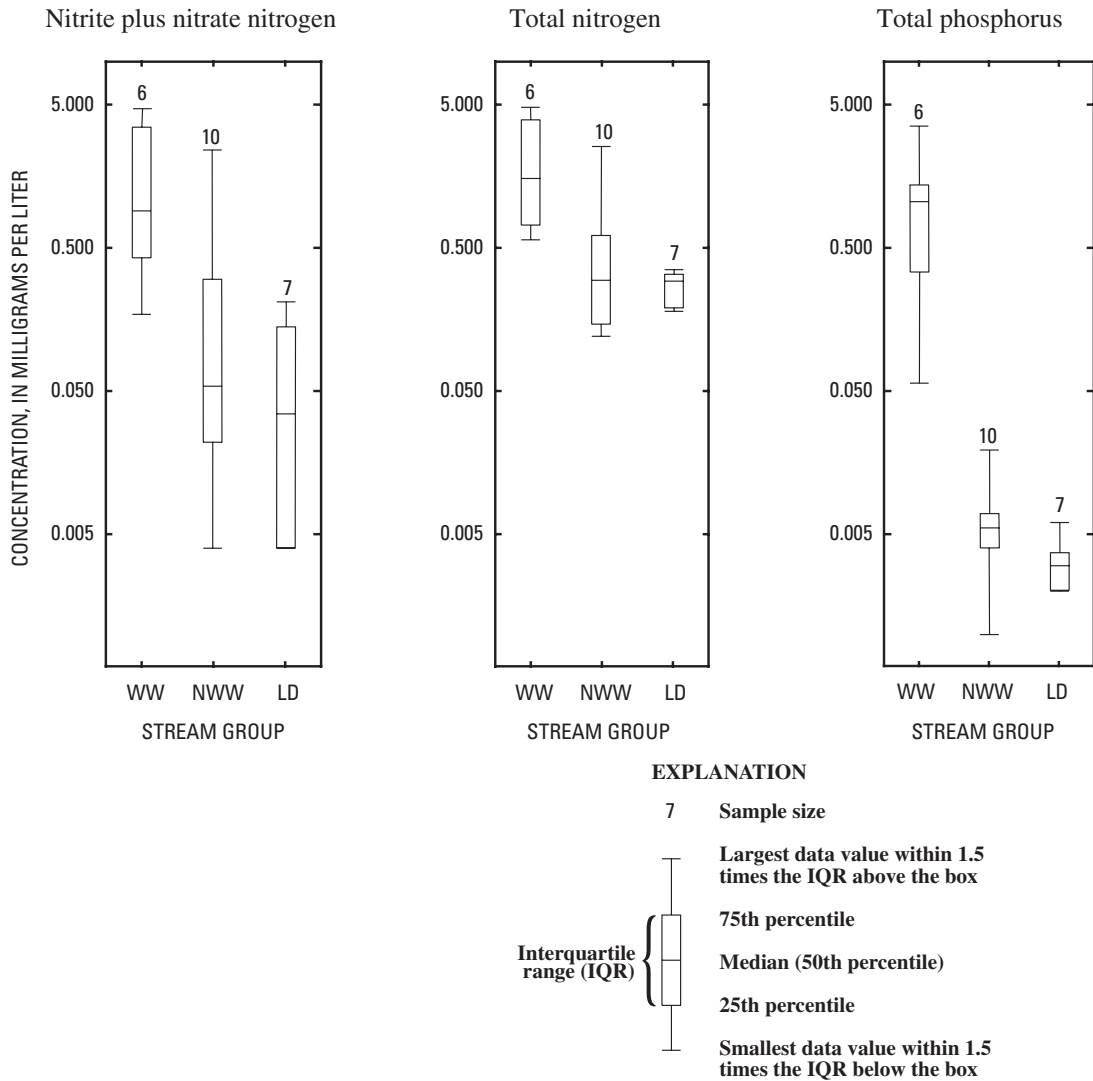 Nitrite plus nitrate nitrogen
Total nitrogen
Total phosphorus
CONCENTRATION, IN MILLIGRAMS PER LITER
5.000
0.500
0.050
0.005
6
10
7
WW NWW LD
STREAM GROUP
5.000
0.500
0.050
0.005
6
10
7
WW NWW LD
STREAM GROUP
5.000
0.500
0.050
0.005
6
10
7
WW NWW LD
STREAM GROUP
EXPLANATION
7 Sample size
Largest data value within 1.5
times the IQR above the box
75th percentile
Interquartile
range (IQR)
Median (50th percentile)
25th percentile
Smallest data value within 1.5
times the IQR below the box